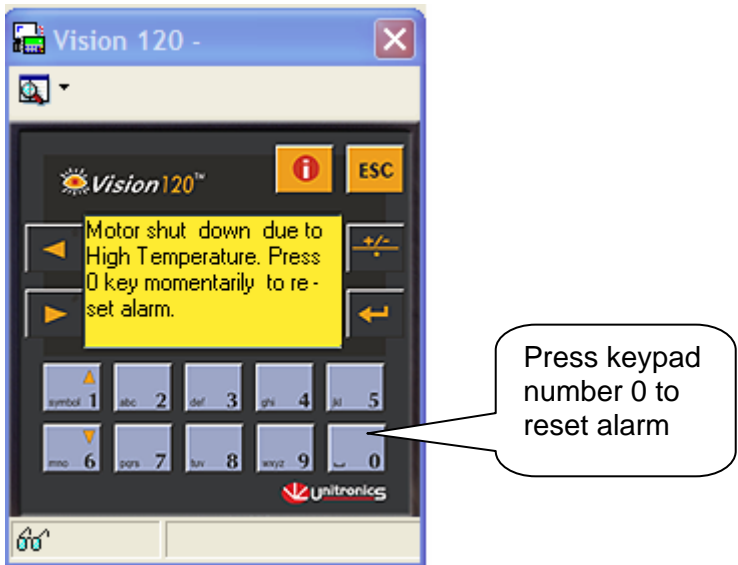 Vision 120 -
i ESC
Vision120™
Motor shut down due to
High Temperature. Press
0 key momentarily to re -
set alarm.
+/-
symbol 1 abc 2 def 3 ghi 4 jkl 5
mno 6 pqrs 7 tuv 8 wxyz 9 0
unitronics
Press keypad
number 0 to
reset alarm